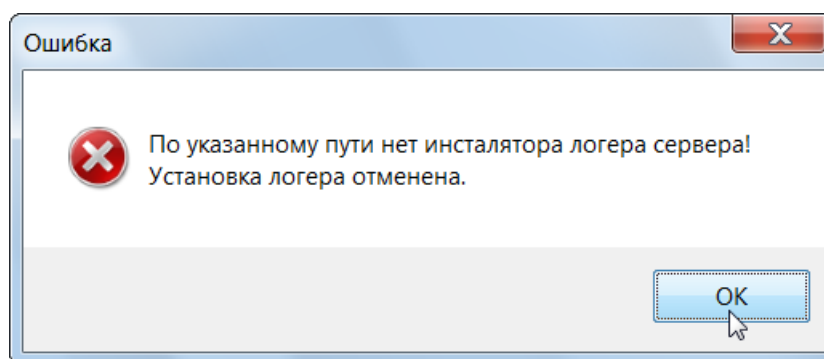 Ошибка
По указанному пути нет инсталятора логера сервера!
Установка логера отменена.
OK